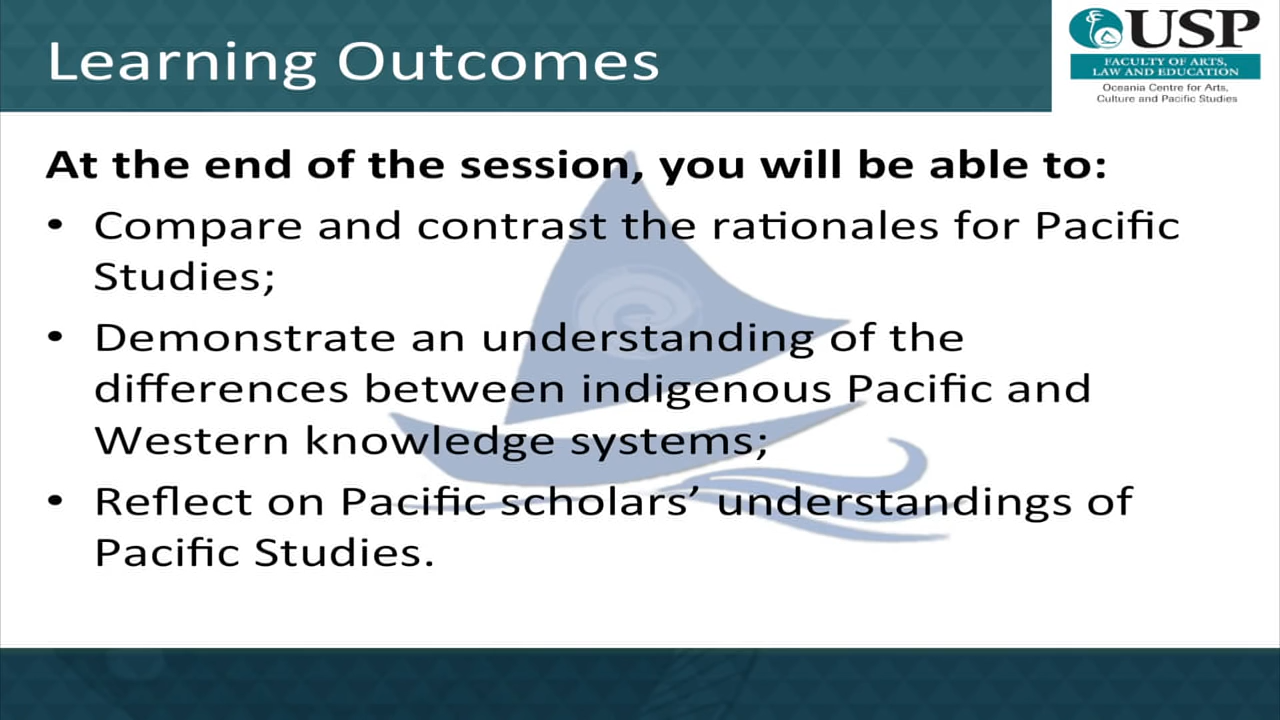 Learning Outcomes
USP
FACULTY OF ARTS,
LAW AND EDUCATION
Oceania Centre for Arts,
Culture and Pacific Studies
At the end of the session, you will be able to:
• Compare and contrast the rationales for Pacific
Studies;
• Demonstrate an understanding of the
differences between indigenous Pacific and
Western knowledge systems;
• Reflect on Pacific scholars’ understandings of
Pacific Studies.